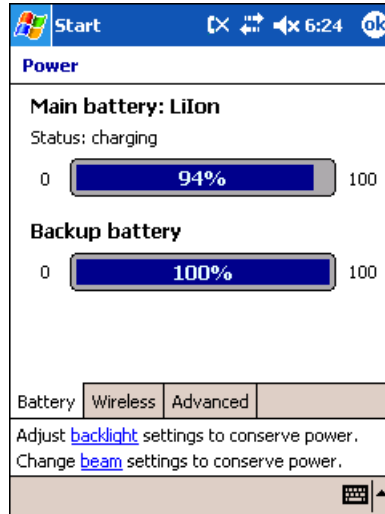 Start 6:24 ok
Power
Main battery: LiIon
Status: charging
0 94% 100
Backup battery
0 100% 100
Battery Wireless Advanced
Adjust backlight settings to conserve power.
Change beam settings to conserve power.